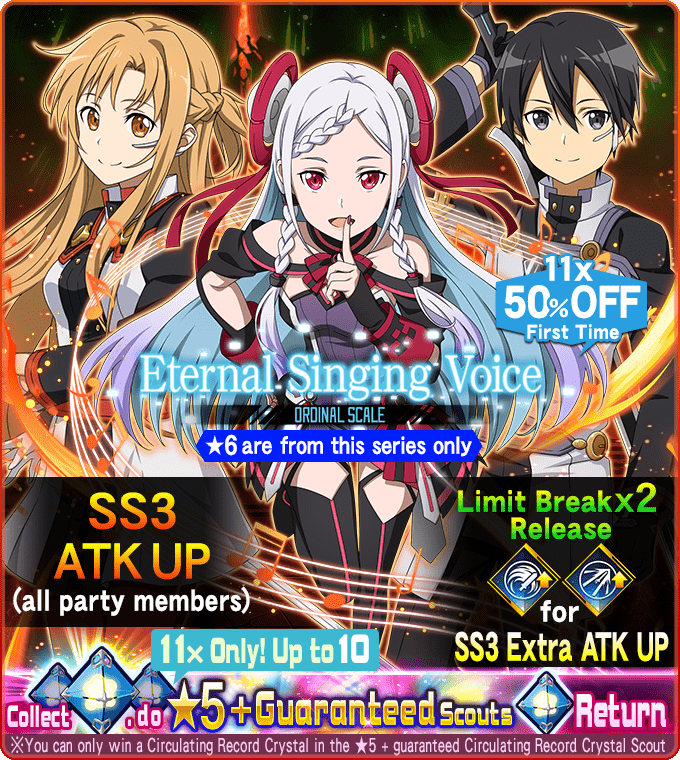 11x
50%OFF
First Time
Eternal Singing Voice
ORDINAL SCALE
★6 are from this series only
SS3
ATK UP
(all party members)
Limit Break x2
Release
for
SS3 Extra ATK UP
11x Only! Up to 10
Collect , do ★5+Guaranteed Scouts Return
※You can only win a Circulating Record Crystal in the ★5 + guaranteed Circulating Record Crystal Scout